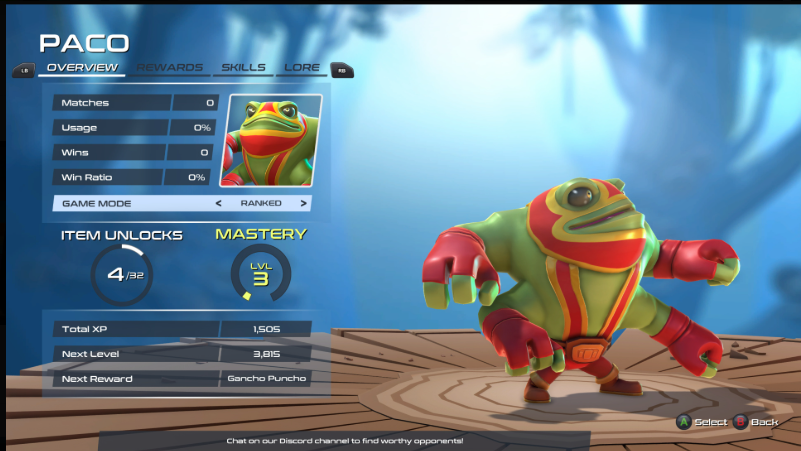 PACO
LB OVERVIEW REWARDS SKILLS LORE RB
Matches 0
Usage 0%
Wins 0
Win Ratio 0%
GAME MODE < RANKED >
ITEM UNLOCKS MASTERY
4/32
LVL
3
Total XP 1,505
Next Level 3,815
Next Reward Gancho Puncho
A Select B Back
Chat on our Discord channel to find worthy opponents!